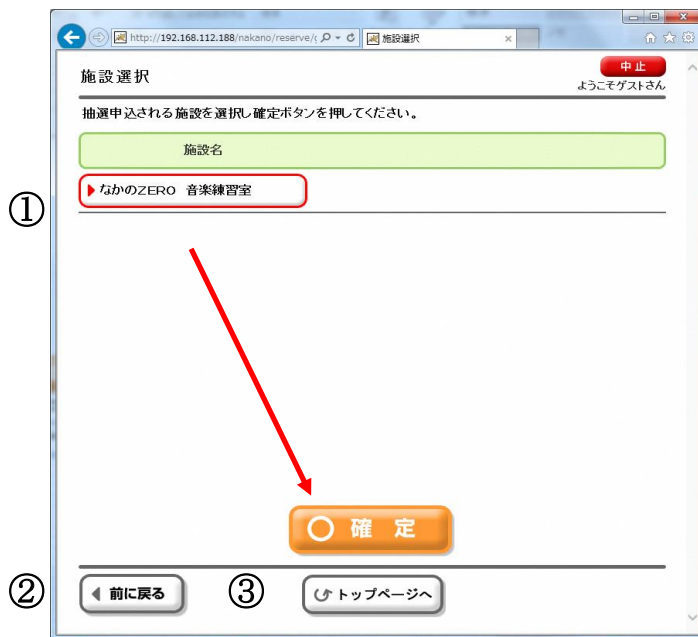 http://192.168.112.188/nakano/reserve/
施設選択
施設選択
中止
ようこそゲストさん
抽選申込される施設を選択し確定ボタンを押してください。
施設名
①
なかのZERO 音楽練習室
確定
②
前に戻る
③
トップページへ